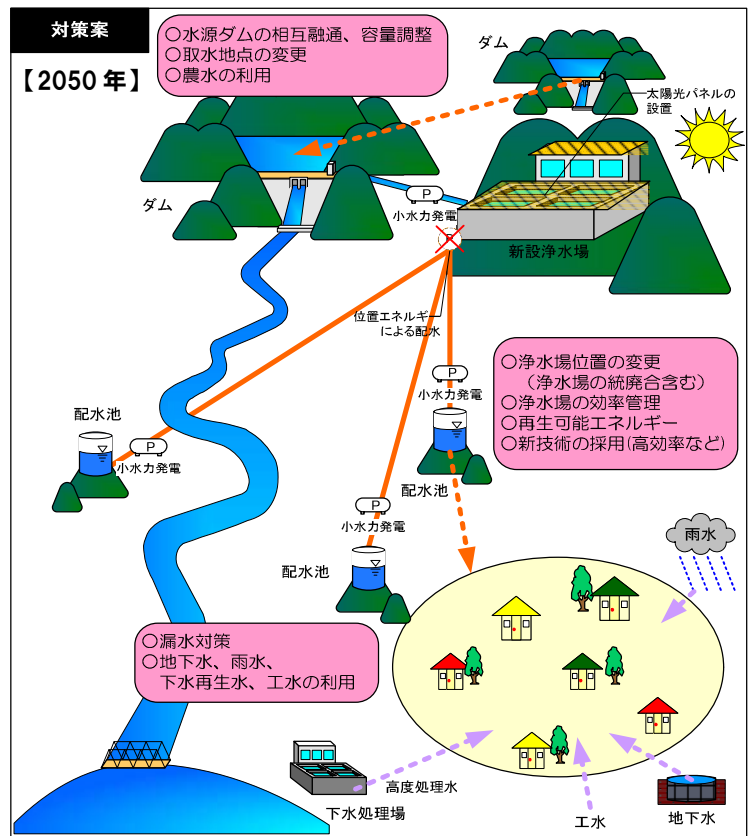 対策案
【2050 年】
○水源ダムの相互融通、容量調整
○取水地点の変更
○農水の利用
ダム
太陽光パネルの
設置
ダム
P
小水力発電
P
新設浄水場
位置エネルギー
による配水
○浄水場位置の変更
（浄水場の統廃合含む）
○浄水場の効率管理
○再生可能エネルギー
○新技術の採用(高効率など)
P
小水力発電
配水池
配水池
P
小水力発電
P
小水力発電
配水池
雨水
○漏水対策
○地下水、雨水、
下水再生水、工水の利用
高度処理水
下水処理場
工水
地下水